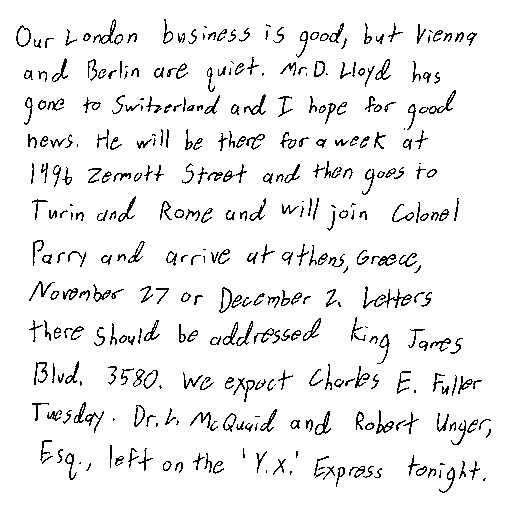 Our London business is good, but Vienna
and Berlin are quiet. Mr. D. Lloyd has
gone to Switzerland and I hope for good
news. He will be there for a week at
1496 Zermott Street and then goes to
Turin and Rome and will join Colonel
Parry and arrive at athens, Greece,
November 27 or December 2. Letters
there should be addressed King James
Blvd. 3580. We expect Charles E. Fuller
Tuesday. Dr. L. McQuaid and Robert Unger,
Esq., left on the 'Y.X.' Express tonight.